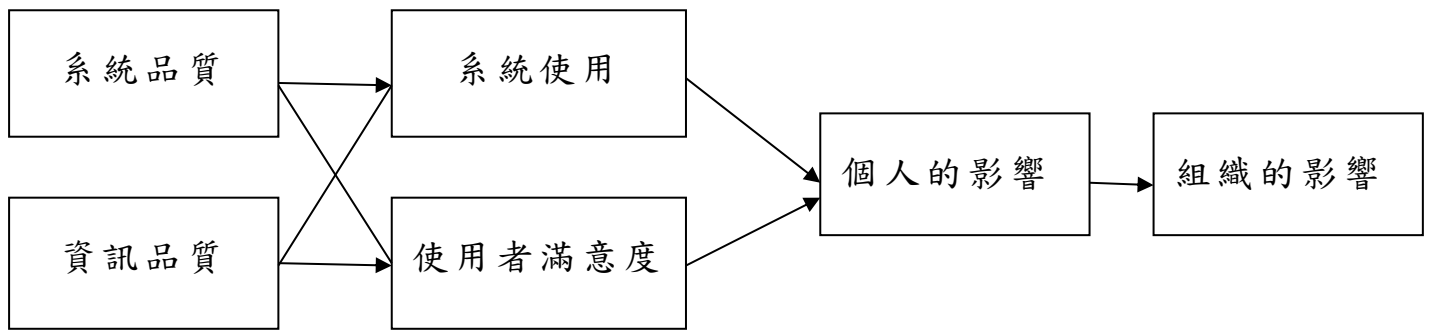 系統品質
系統使用
個人的影響
組織的影響
資訊品質
使用者滿意度